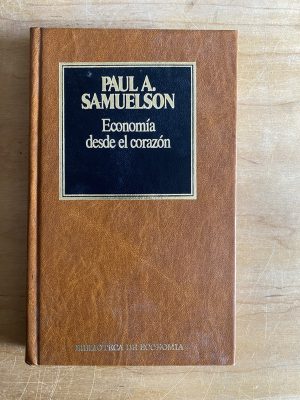 PAUL A.
SAMUELSON
Economía
desde el corazón
BIBLIOTECA DE ECONOMIA